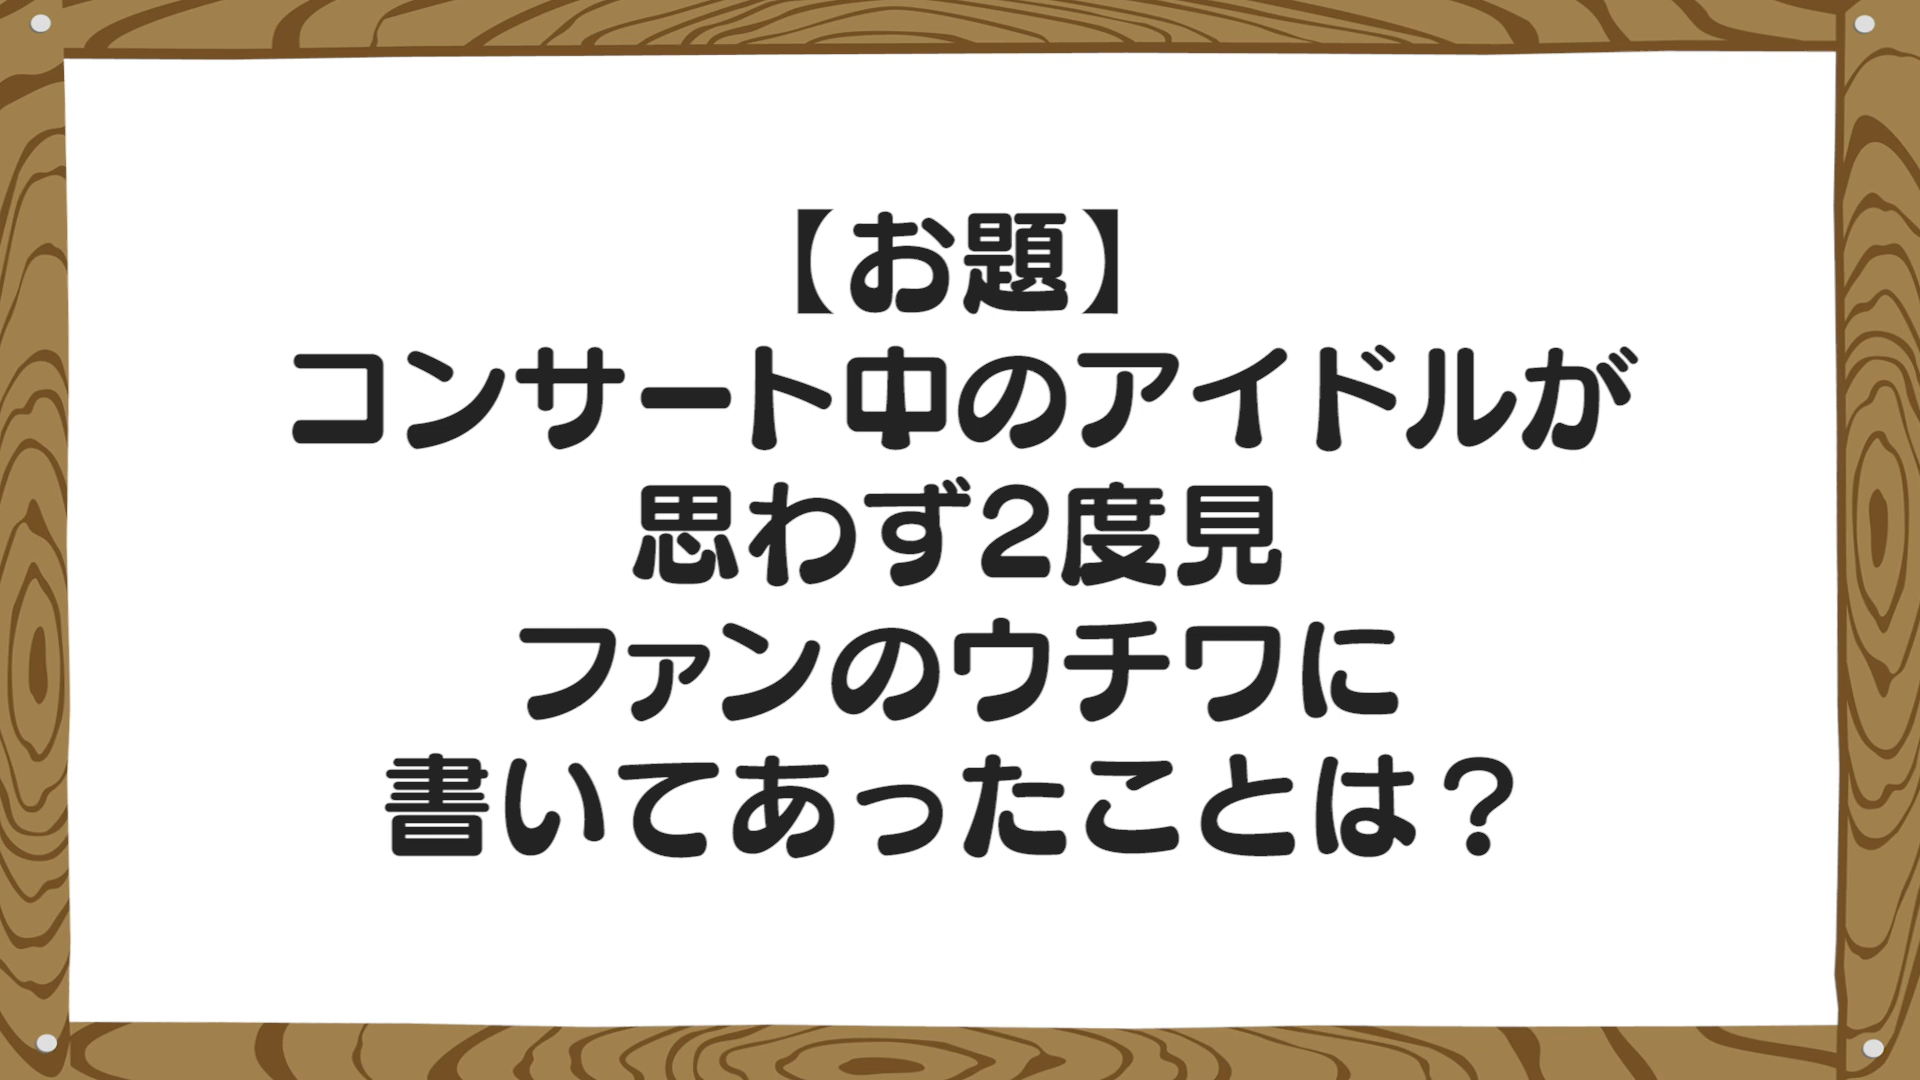 【お題】
コンサート中のアイドルが
思わず2度見
ファンのウチワに
書いてあったことは？